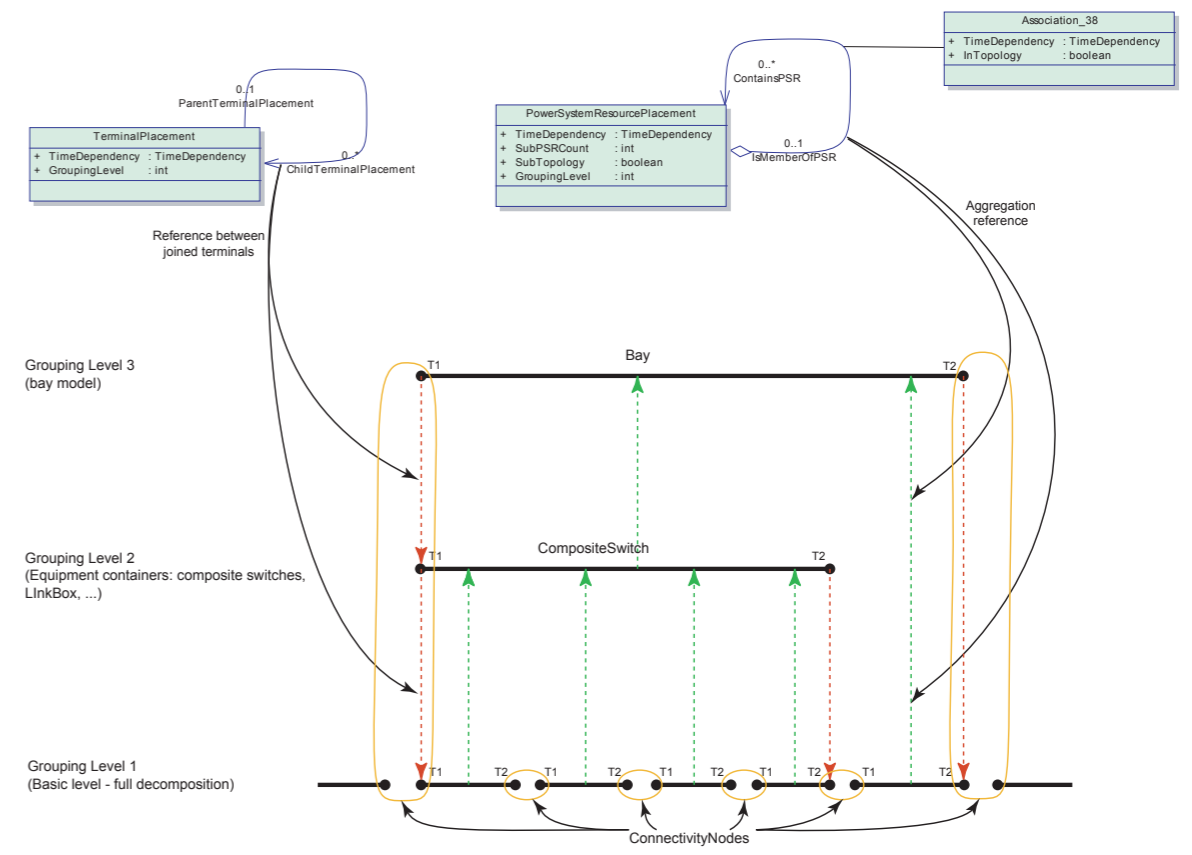 Association_38
+ TimeDependency : TimeDependency
+ InTopology : boolean
0..*
ContainsPSR
0..1
ParentTerminalPlacement
PowerSystemResourcePlacement
+ TimeDependency : TimeDependency
+ SubPSRCount : int
+ SubTopology : boolean
+ GroupingLevel : int
TerminalPlacement
+ TimeDependency : TimeDependency
+ GroupingLevel : int
0..*
ChildTerminalPlacement
0..1
IsMemberOfPSR
Aggregation
reference
Reference between
joined terminals
Grouping Level 3
(bay model)
T1
Bay
T2
Grouping Level 2
(Equipment containers: composite switches,
LInkBox, ...)
T1
CompositeSwitch
T2
Grouping Level 1
(Basic level - full decomposition)
T1
T2
T1
T2
T1
T2
T1
T2
T1
T2
ConnectivityNodes